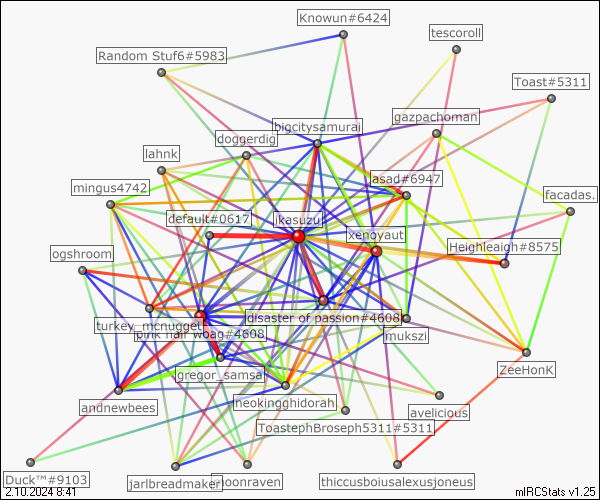 Knowun#6424
tescoroll
Random Stuf6#5983
Toast#5311
gazpachoman
bigcitysamurai
doggerdig
lahnk
lasad#6947
mingus4742
facadas.
default#0617
ikasuzu
xenoyaut
Heighleaigh#8575
ogshroom
disaster of passion#4608
turkey_mcnugget
pink hair woag#4608
mukszi
gregor_samsa
ZeeHonK
neokingghidorah
andnewbees
avelicious
ToastephBroseph5311#5311
Duck™#9103
jarlbreadmaker
moonraven
thiccusboiusalexusjoneus
2.10.2024 8:41
mIRCStats v1.25